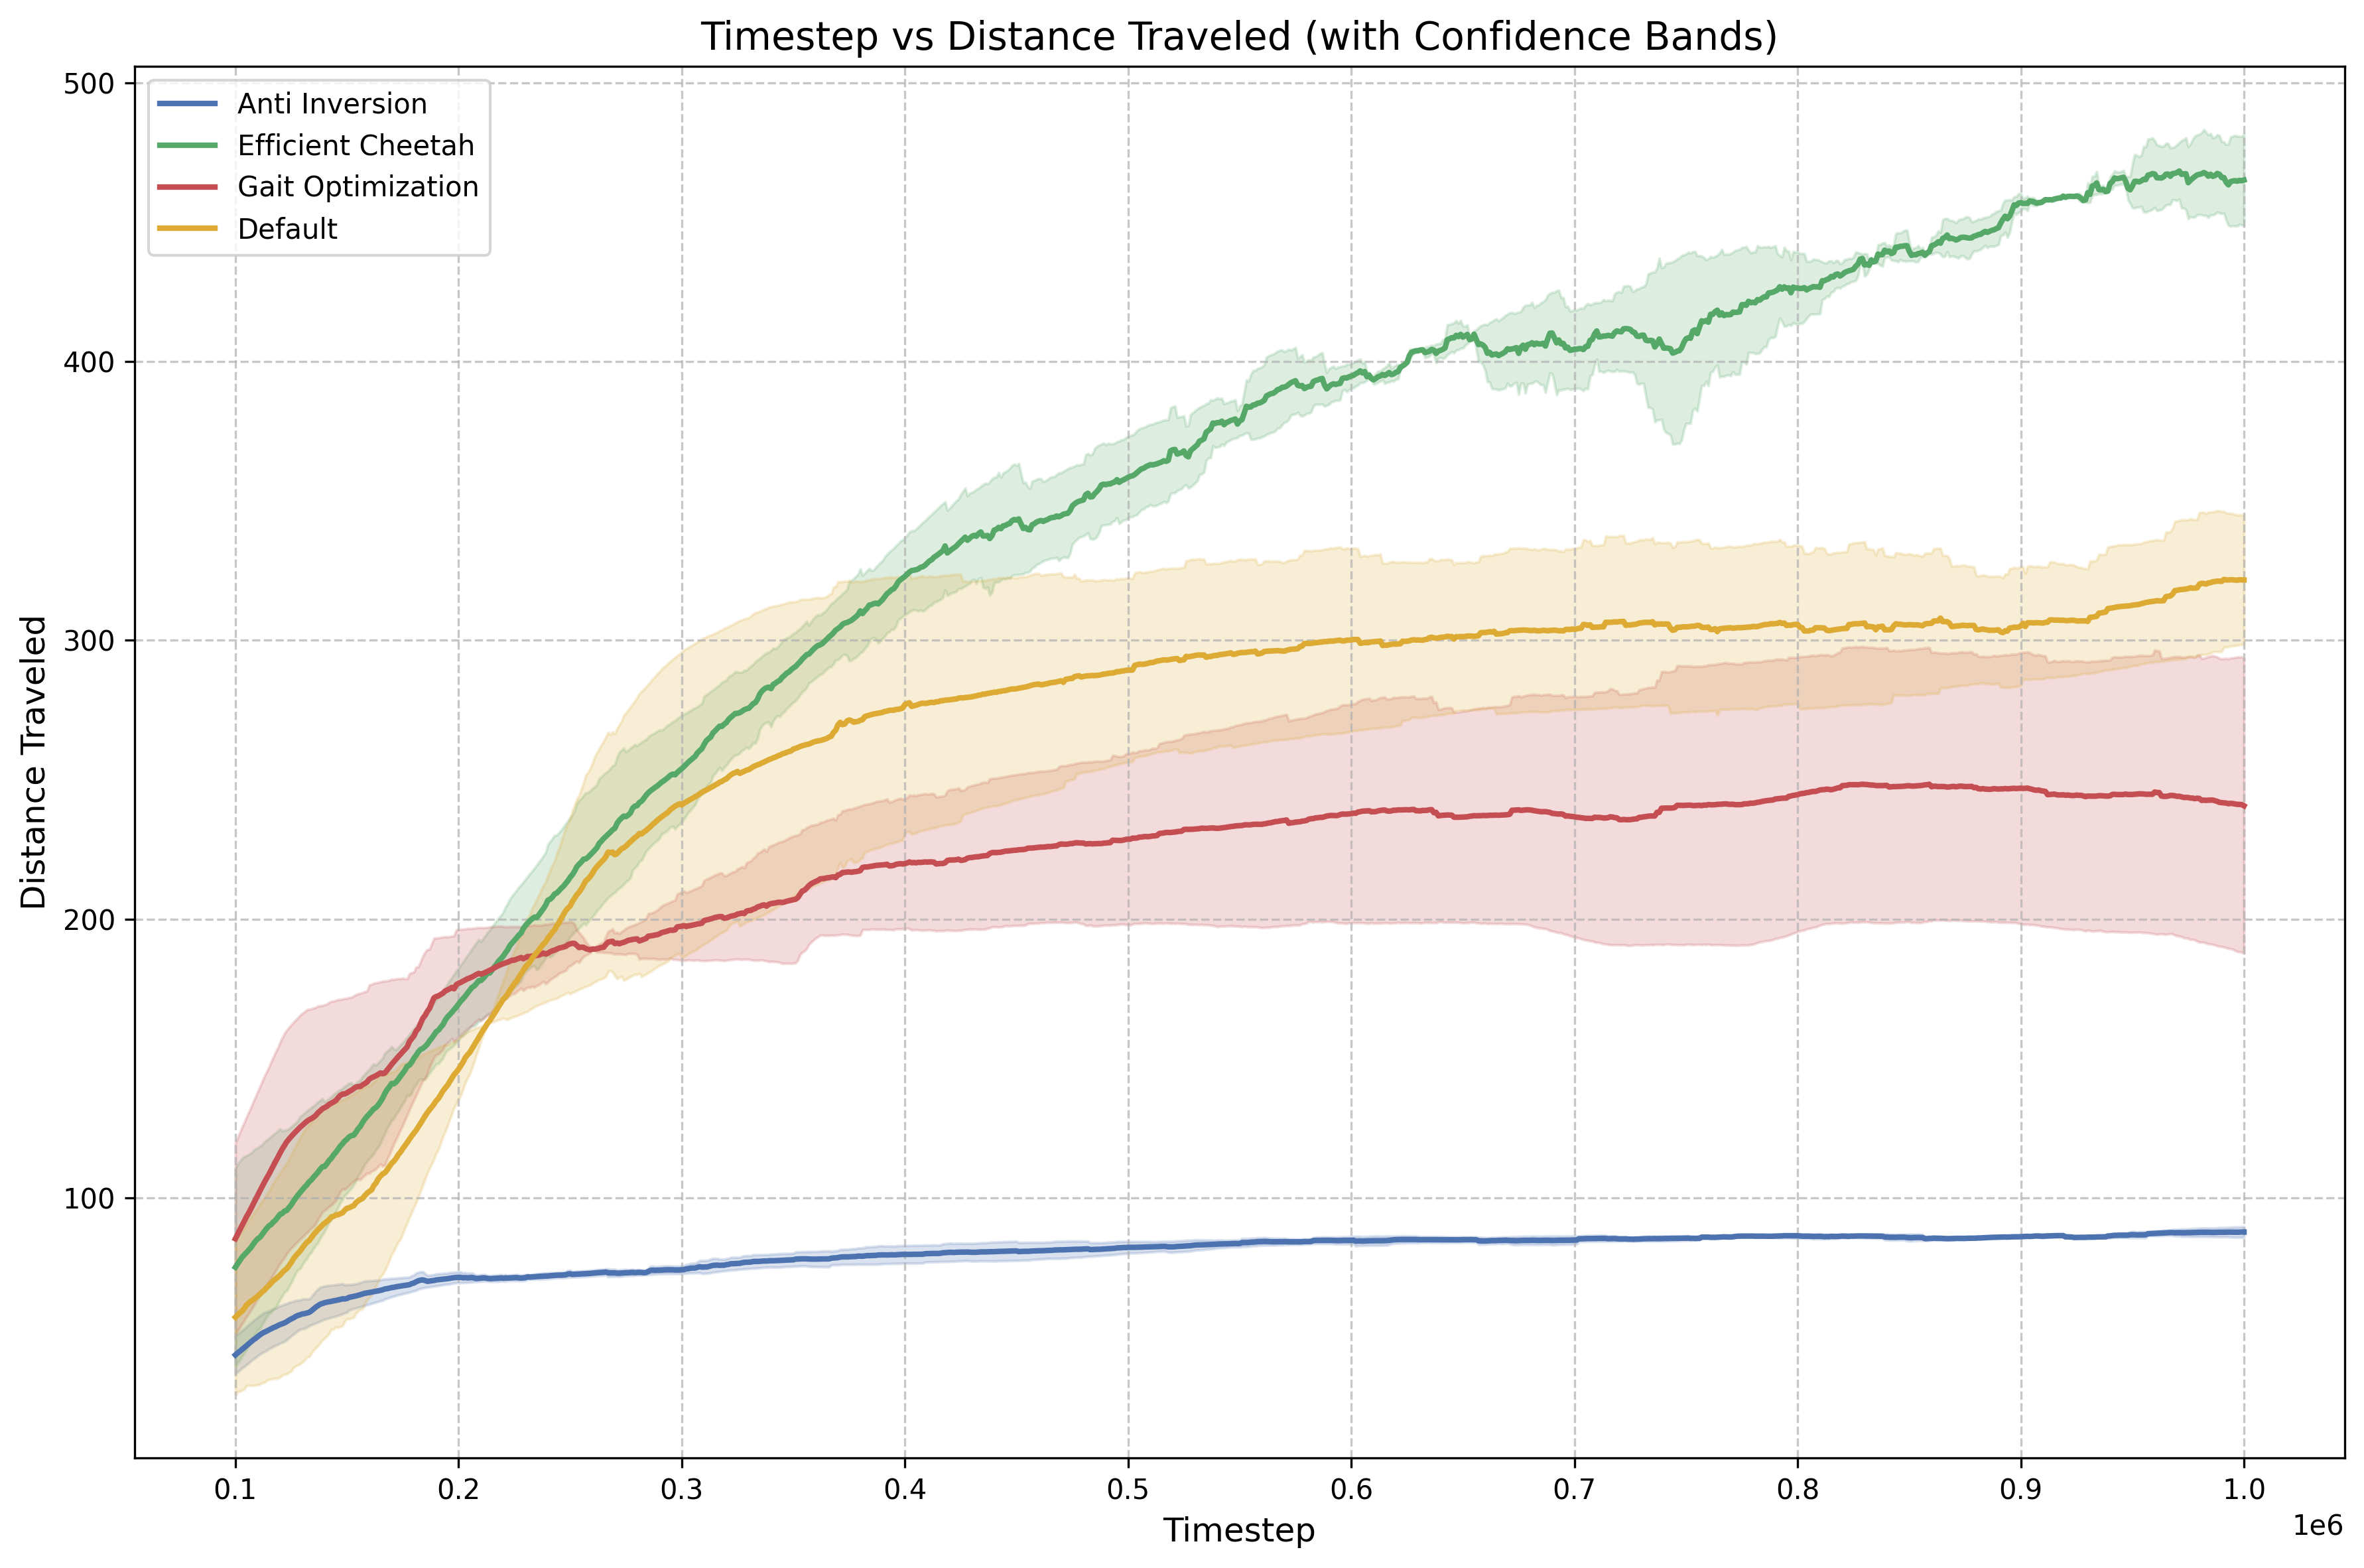 Timestep vs Distance Traveled (with Confidence Bands)
Anti Inversion
Efficient Cheetah
Gait Optimization
Default
Distance Traveled
500
400
300
200
100
0.1 0.2 0.3 0.4 0.5 0.6 0.7 0.8 0.9 1.0
1e6
Timestep